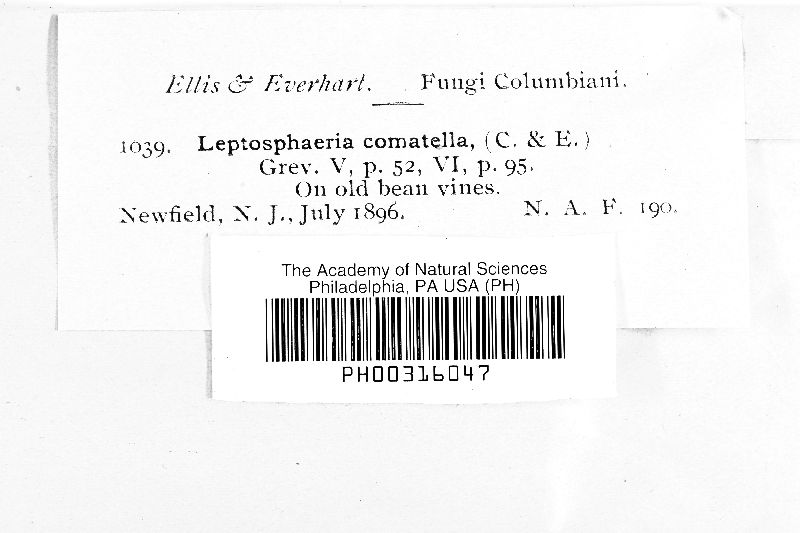 Ellis & Everhart. Fungi Columbiani.
1039. Leptosphaeria comatella, (C. & E.)
Grev. V, p. 52, VI, p. 95.
On old bean vines.
Newfield, N. J., July 1896. N. A. F. 190.
The Academy of Natural Sciences
Philadelphia, PA USA (PH)
PH00316047